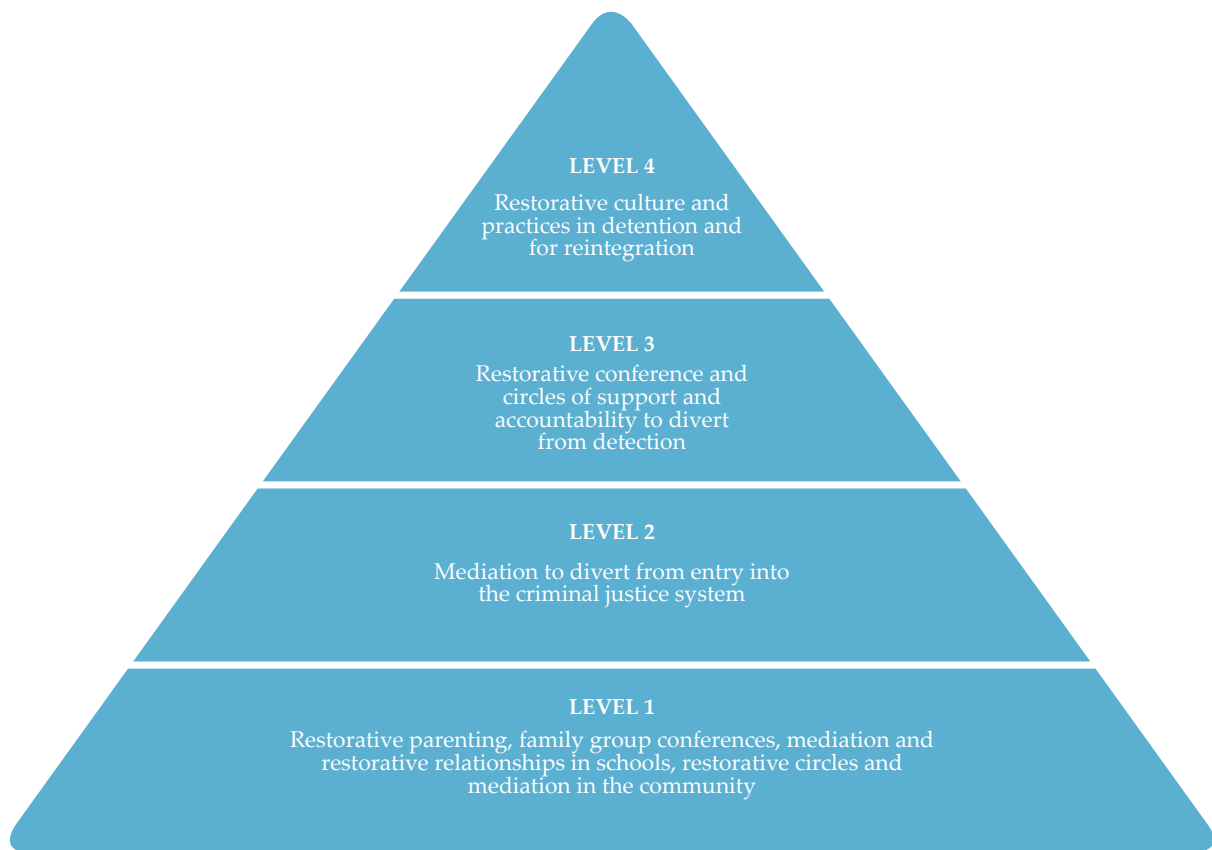 LEVEL 4
Restorative culture and
practices in detention and
for reintegration
LEVEL 3
Restorative conference and
circles of support and
accountability to divert
from detection
LEVEL 2
Mediation to divert from entry into
the criminal justice system
LEVEL 1
Restorative parenting, family group conferences, mediation and
restorative relationships in schools, restorative circles and
mediation in the community